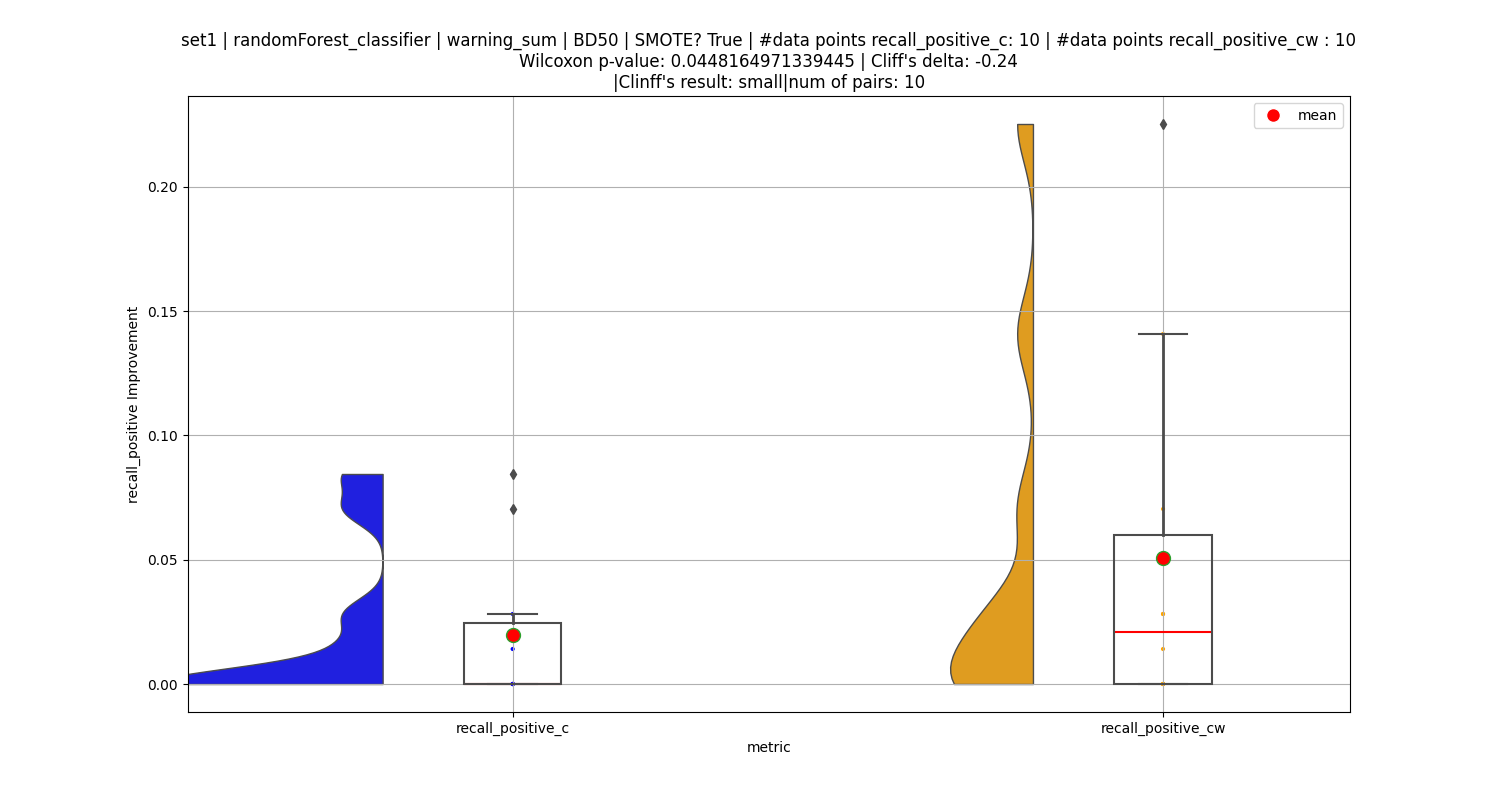 set1 | randomForest_classifier | warning_sum | BD50 | SMOTE? True | #data points recall_positive_c: 10 | #data points recall_positive_cw : 10
Wilcoxon p-value: 0.0448164971339445 | Cliff's delta: -0.24
|Clinff's result: small|num of pairs: 10
mean
recall_positive Improvement
0.20
0.15
0.10
0.05
0.00
recall_positive_c
recall_positive_cw
metric